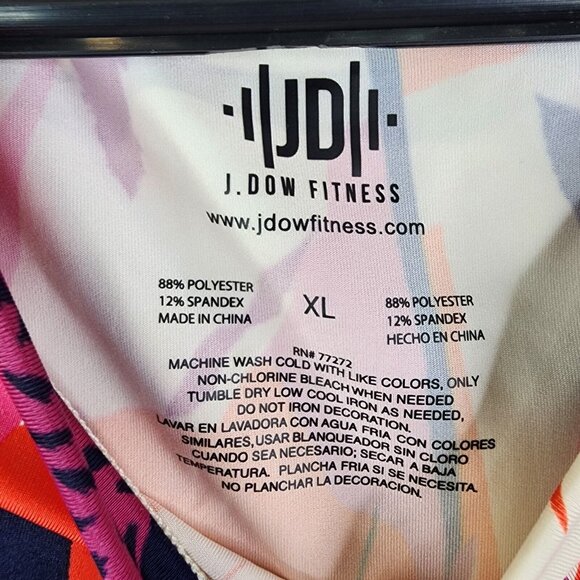 JD
J. DOW FITNESS
www.jdowfitness.com
88% POLYESTER
12% SPANDEX
MADE IN CHINA
XL
88% POLYESTER
12% SPANDEX
HECHO EN CHINA
RN# 77272
MACHINE WASH COLD WITH LIKE COLORS, ONLY
NON-CHLORINE BLEACH WHEN NEEDED
TUMBLE DRY LOW COOL IRON AS NEEDED,
DO NOT IRON DECORATION.
LAVAR EN LAVADORA CON AGUA FRIA CON COLORES
SIMILARES, USAR BLANQUEADOR SIN CLORO
CUANDO SEA NECESARIO; SECAR A BAJA
TEMPERATURA. PLANCHA FRIA SI SE NECESITA.
NO PLANCHAR LA DECORACION.